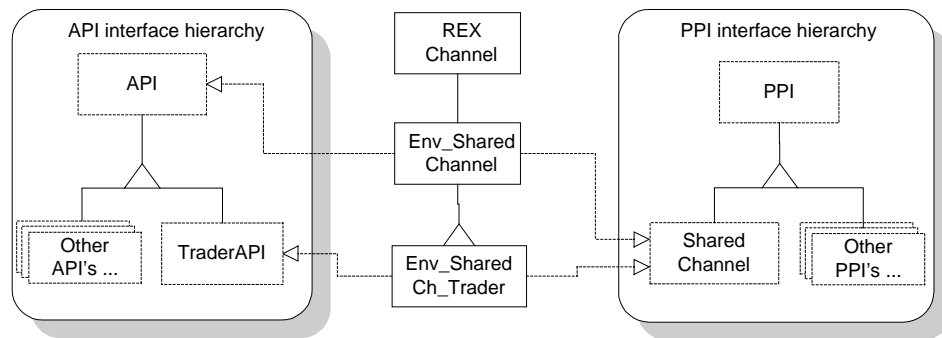 API interface hierarchy
API
Other
API's ...
TraderAPI
REX
Channel
Env_Shared
Channel
Env_Shared
Ch_Trader
PPI interface hierarchy
PPI
Shared
Channel
Other
PPI's ...